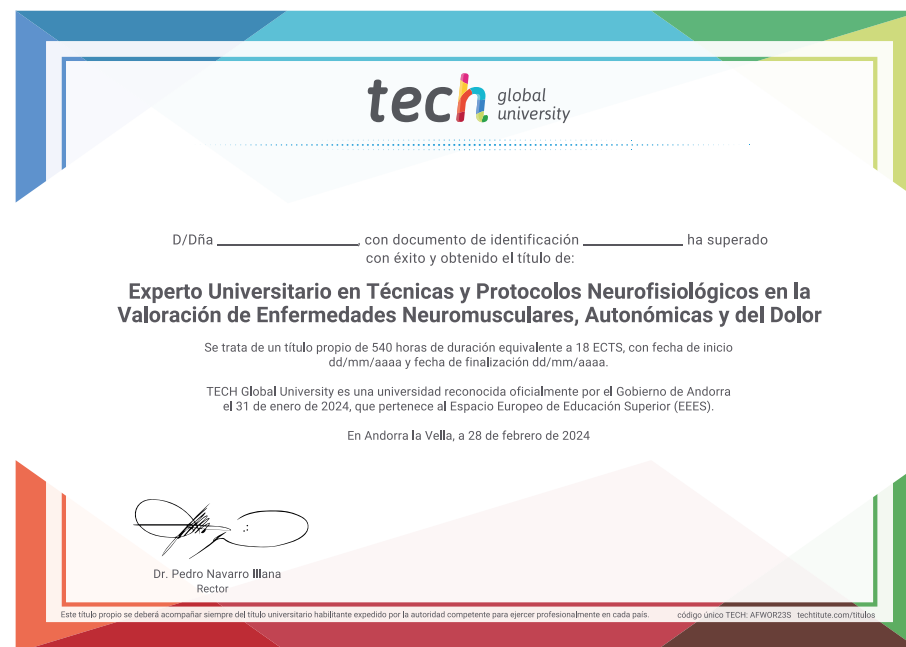 tech global university
D/Dña ____________, con documento de identificación ____________ ha superado
con éxito y obtenido el título de:
Experto Universitario en Técnicas y Protocolos Neurofisiológicos en la
Valoración de Enfermedades Neuromusculares, Autonómicas y del Dolor
Se trata de un título propio de 540 horas de duración equivalente a 18 ECTS, con fecha de inicio
dd/mm/aaaa y fecha de finalización dd/mm/aaaa.
TECH Global University es una universidad reconocida oficialmente por el Gobierno de Andorra
el 31 de enero de 2024, que pertenece al Espacio Europeo de Educación Superior (EEES).
En Andorra la Vella, a 28 de febrero de 2024
Dr. Pedro Navarro Illana
Rector
Este título propio se deberá acompañar siempre del título universitario habilitante expedido por la autoridad competente para ejercer profesionalmente en cada país. código único TECH: AFWOR23S techtitute.com/titulos